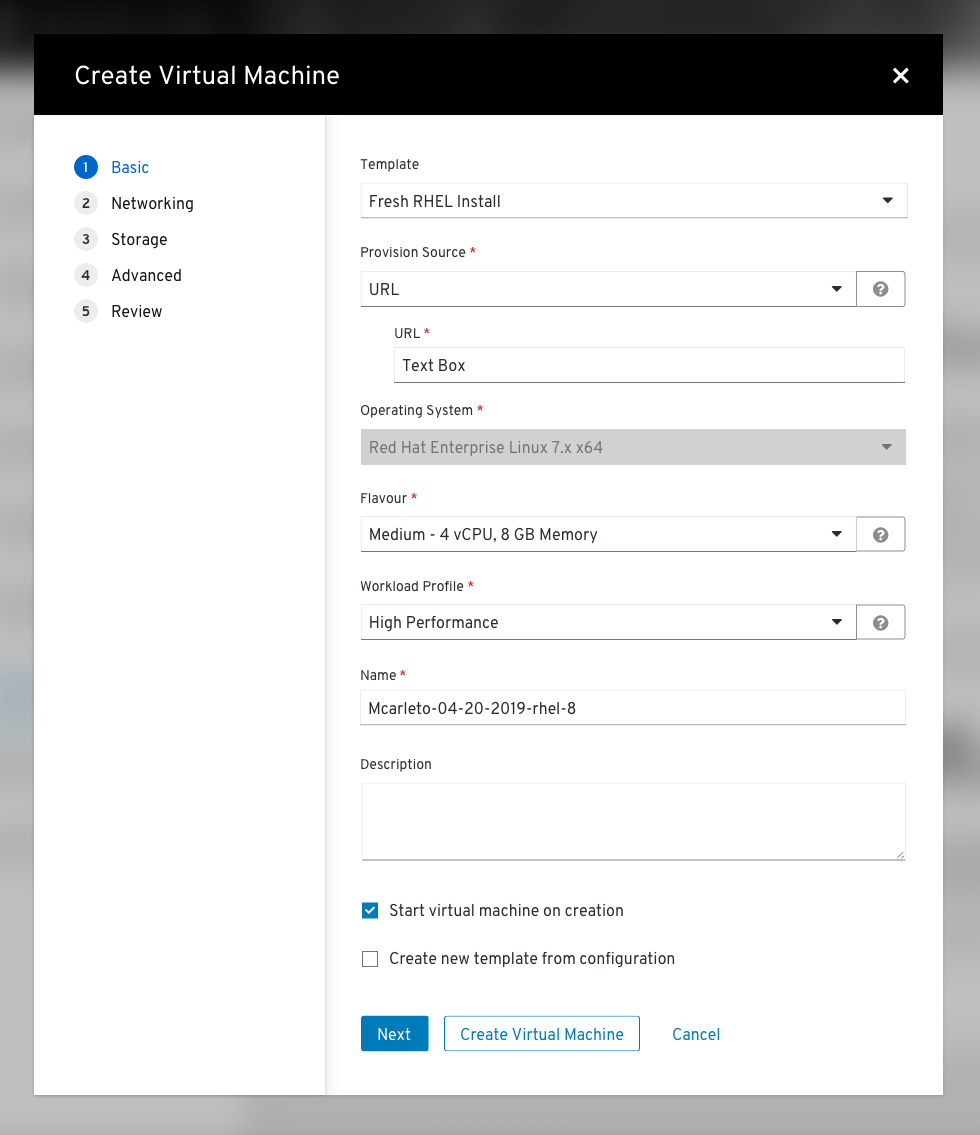 Create Virtual Machine
1 Basic
2 Networking
3 Storage
4 Advanced
5 Review
Template
Fresh RHEL Install
Provision Source *
URL
URL *
Text Box
Operating System *
Red Hat Enterprise Linux 7.x x64
Flavour *
Medium - 4 vCPU, 8 GB Memory
Workload Profile *
High Performance
Name *
Mcarleto-04-20-2019-rhel-8
Description
Start virtual machine on creation
Create new template from configuration
Next Create Virtual Machine Cancel